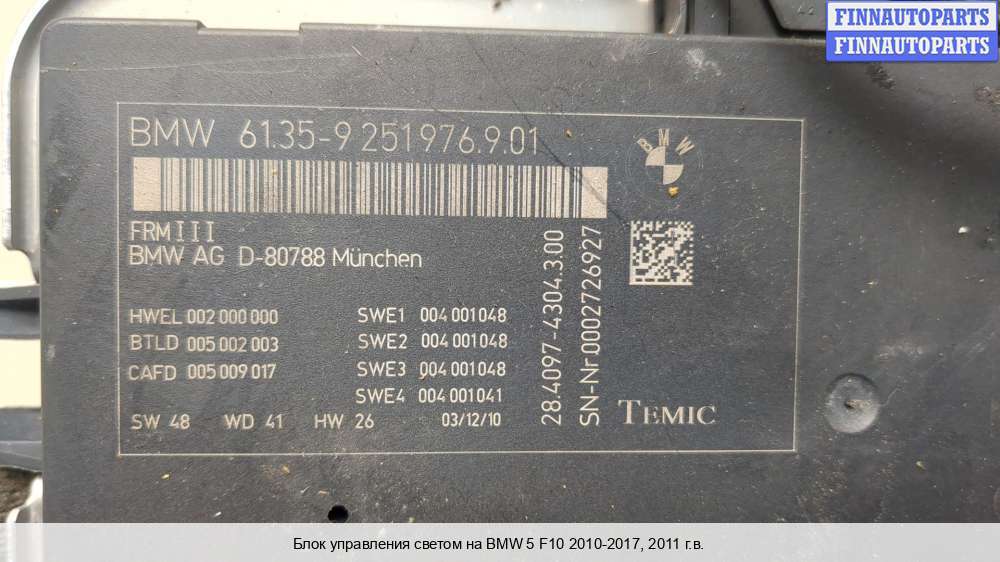 FINNAUTOPARTS
FINNAUTOPARTS
BMW 61.35-9 251976.9.01
BMW
FRMIII
BMW AG D-80788 München
HWEL 002 000 000
BTLD 005 002 003
CAFD 005 009 017
SWE1 004 001048
SWE2 004 001048
SWE3 004 001048
SWE4 004 001041
SW 48 WD 41 HW 26 03/12/10
28.4097-4304.3.00
SN-Nr.0002726927
TEMIC
Блок управления светом на BMW 5 F10 2010-2017, 2011 г.в.